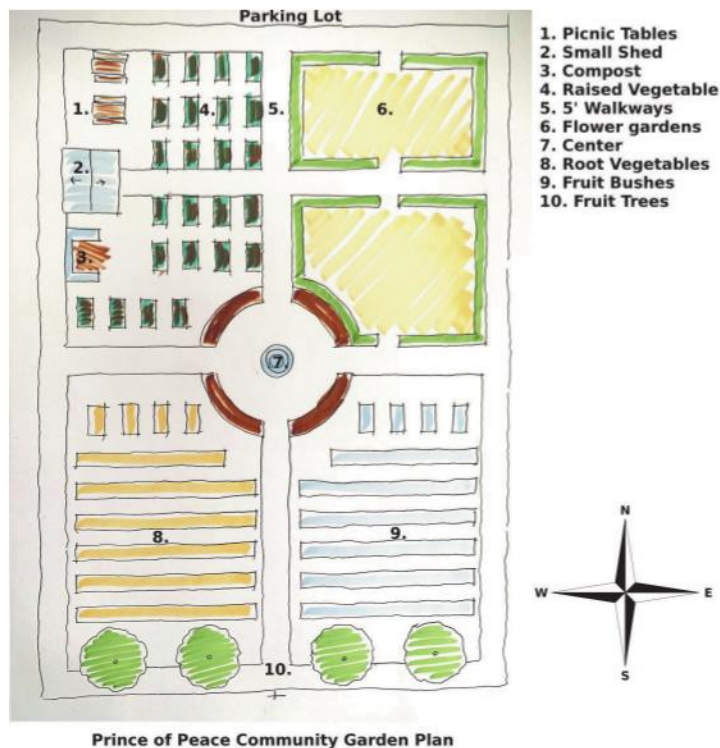 Parking Lot
1. Picnic Tables
2. Small Shed
3. Compost
4. Raised Vegetable
5. 5' Walkways
6. Flower gardens
7. Center
8. Root Vegetables
9. Fruit Bushes
10. Fruit Trees
1.
4.
5.
6.
2.
3.
7.
8.
9.
10.
N
W
E
S
Prince of Peace Community Garden Plan